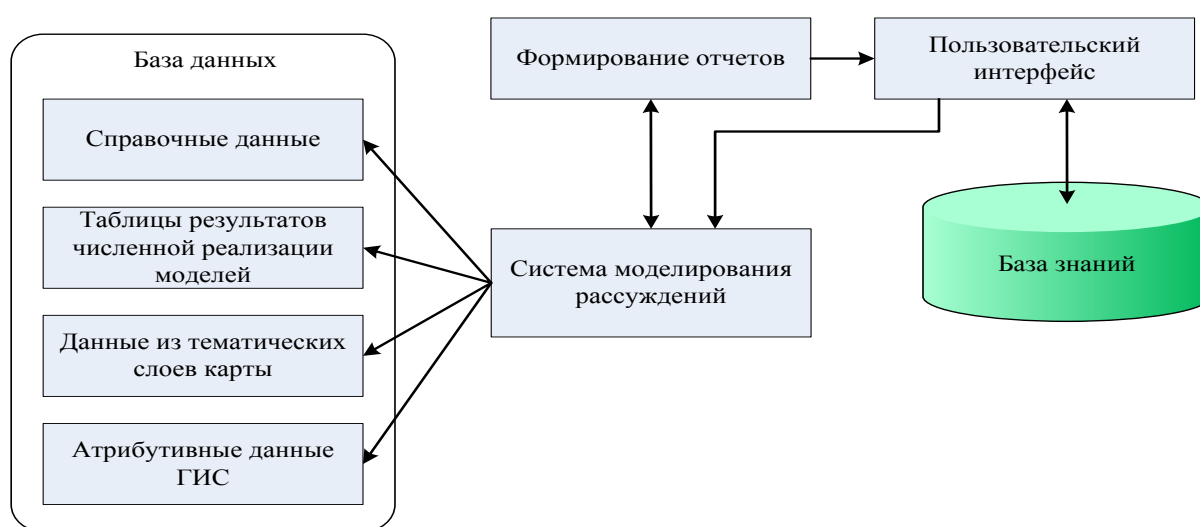 База данных
Справочные данные
Таблицы результатов
численной реализации
моделей
Данные из тематических
слоев карты
Атрибутивные данные
ГИС
Формирование отчетов
Система моделирования
рассуждений
Пользовательский
интерфейс
База знаний